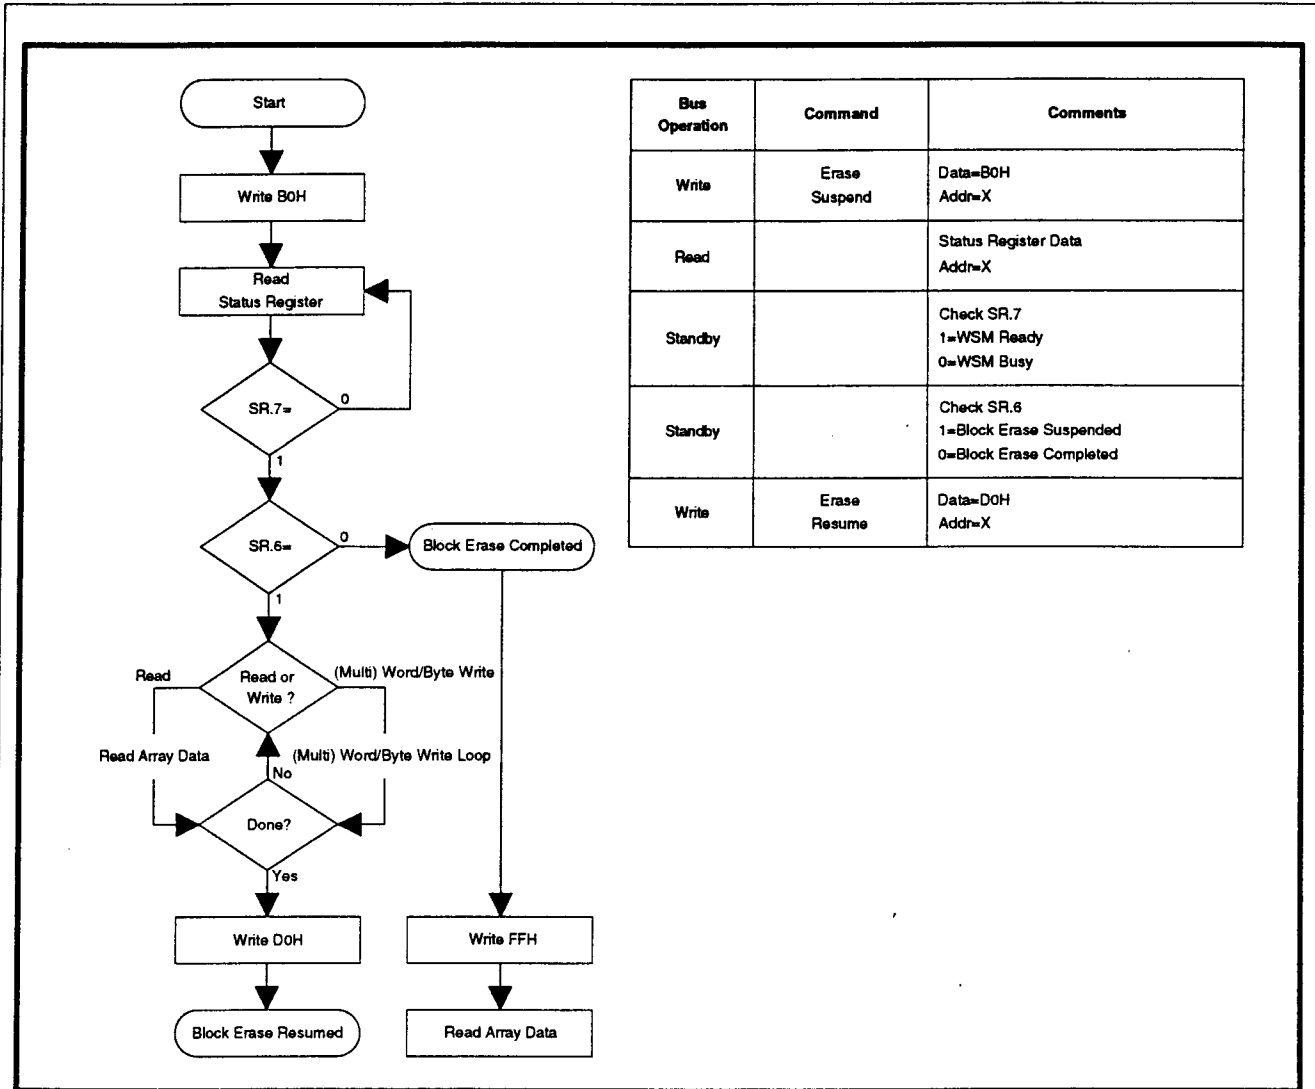 Start
Write B0H
Read
Status Register
SR.7=
0
1
SR.6=
0
Block Erase Completed
1
Read
Read or
Write ?
(Multi) Word/Byte Write
Read Array Data
(Multi) Word/Byte Write Loop
No
Done?
Yes
Write D0H
Write FFH
Block Erase Resumed
Read Array Data
Bus
Operation
Command
Comments
Write
Erase
Suspend
Data=B0H
Addr=X
Read
Status Register Data
Addr=X
Standby
Check SR.7
1=WSM Ready
0=WSM Busy
Standby
Check SR.6
1=Block Erase Suspended
0=Block Erase Completed
Write
Erase
Resume
Data=D0H
Addr=X